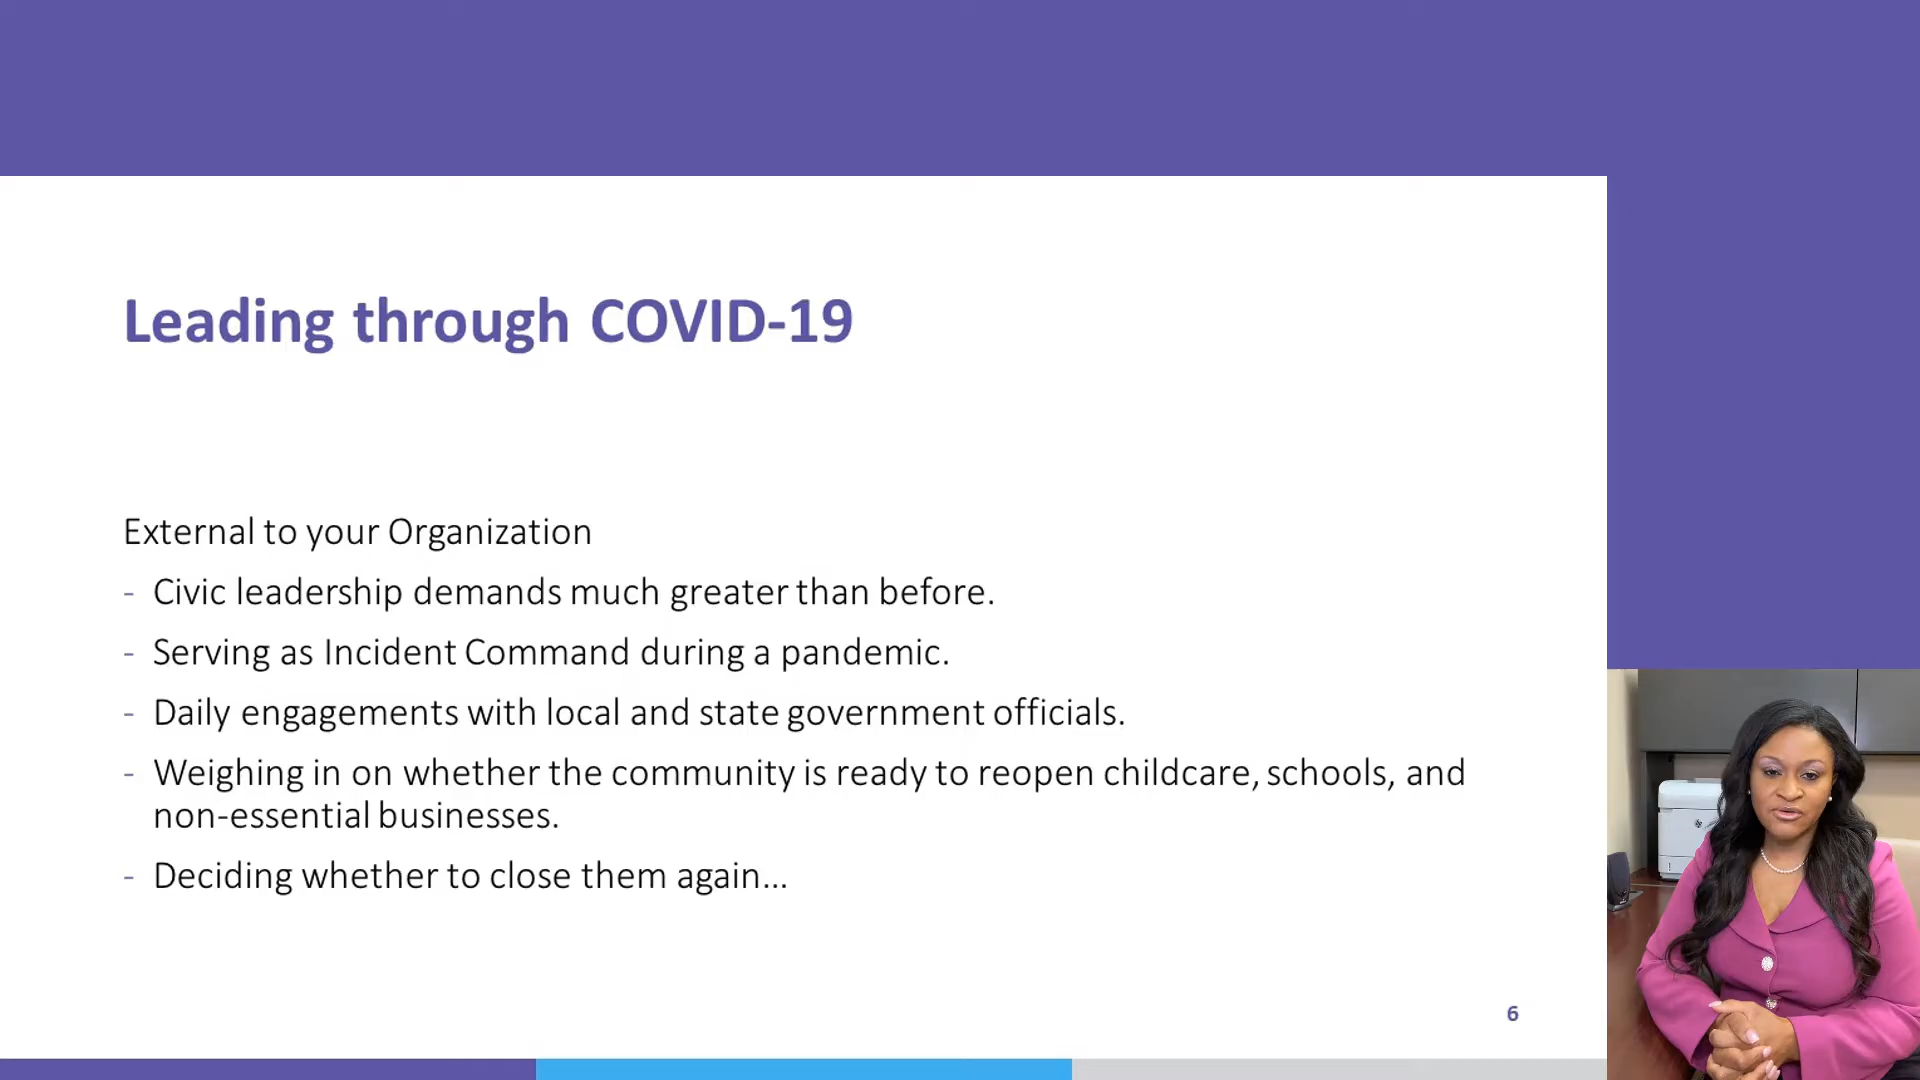 Leading through COVID-19
External to your Organization
- Civic leadership demands much greater than before.
- Serving as Incident Command during a pandemic.
- Daily engagements with local and state government officials.
- Weighing in on whether the community is ready to reopen childcare, schools, and
non-essential businesses.
- Deciding whether to close them again...
6